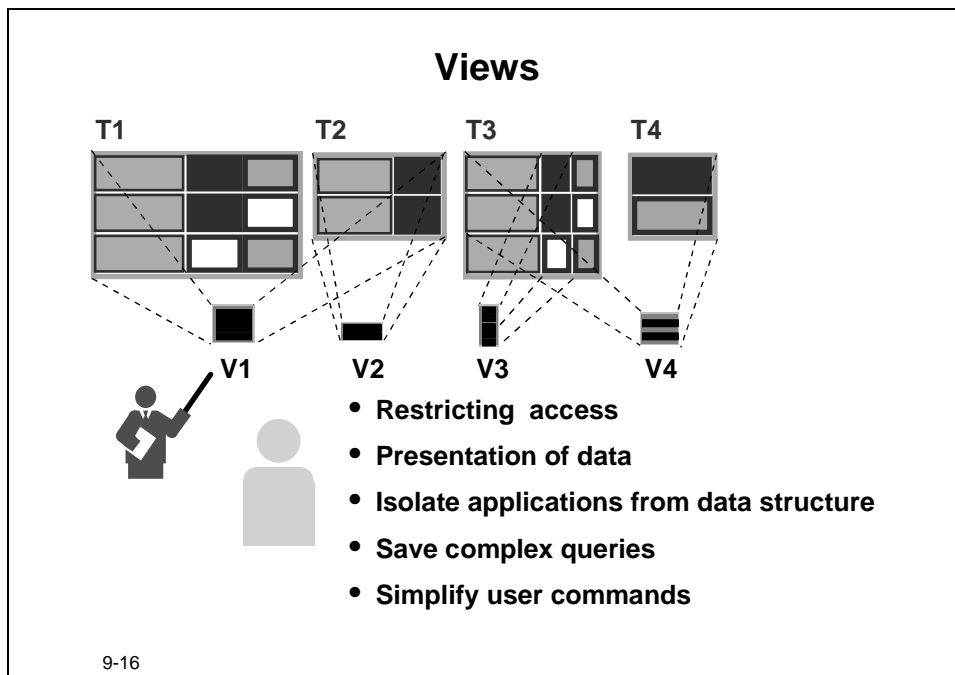 Views
T1 T2 T3 T4
V1 V2 V3 V4
• Restricting access
• Presentation of data
• Isolate applications from data structure
• Save complex queries
• Simplify user commands
9-16